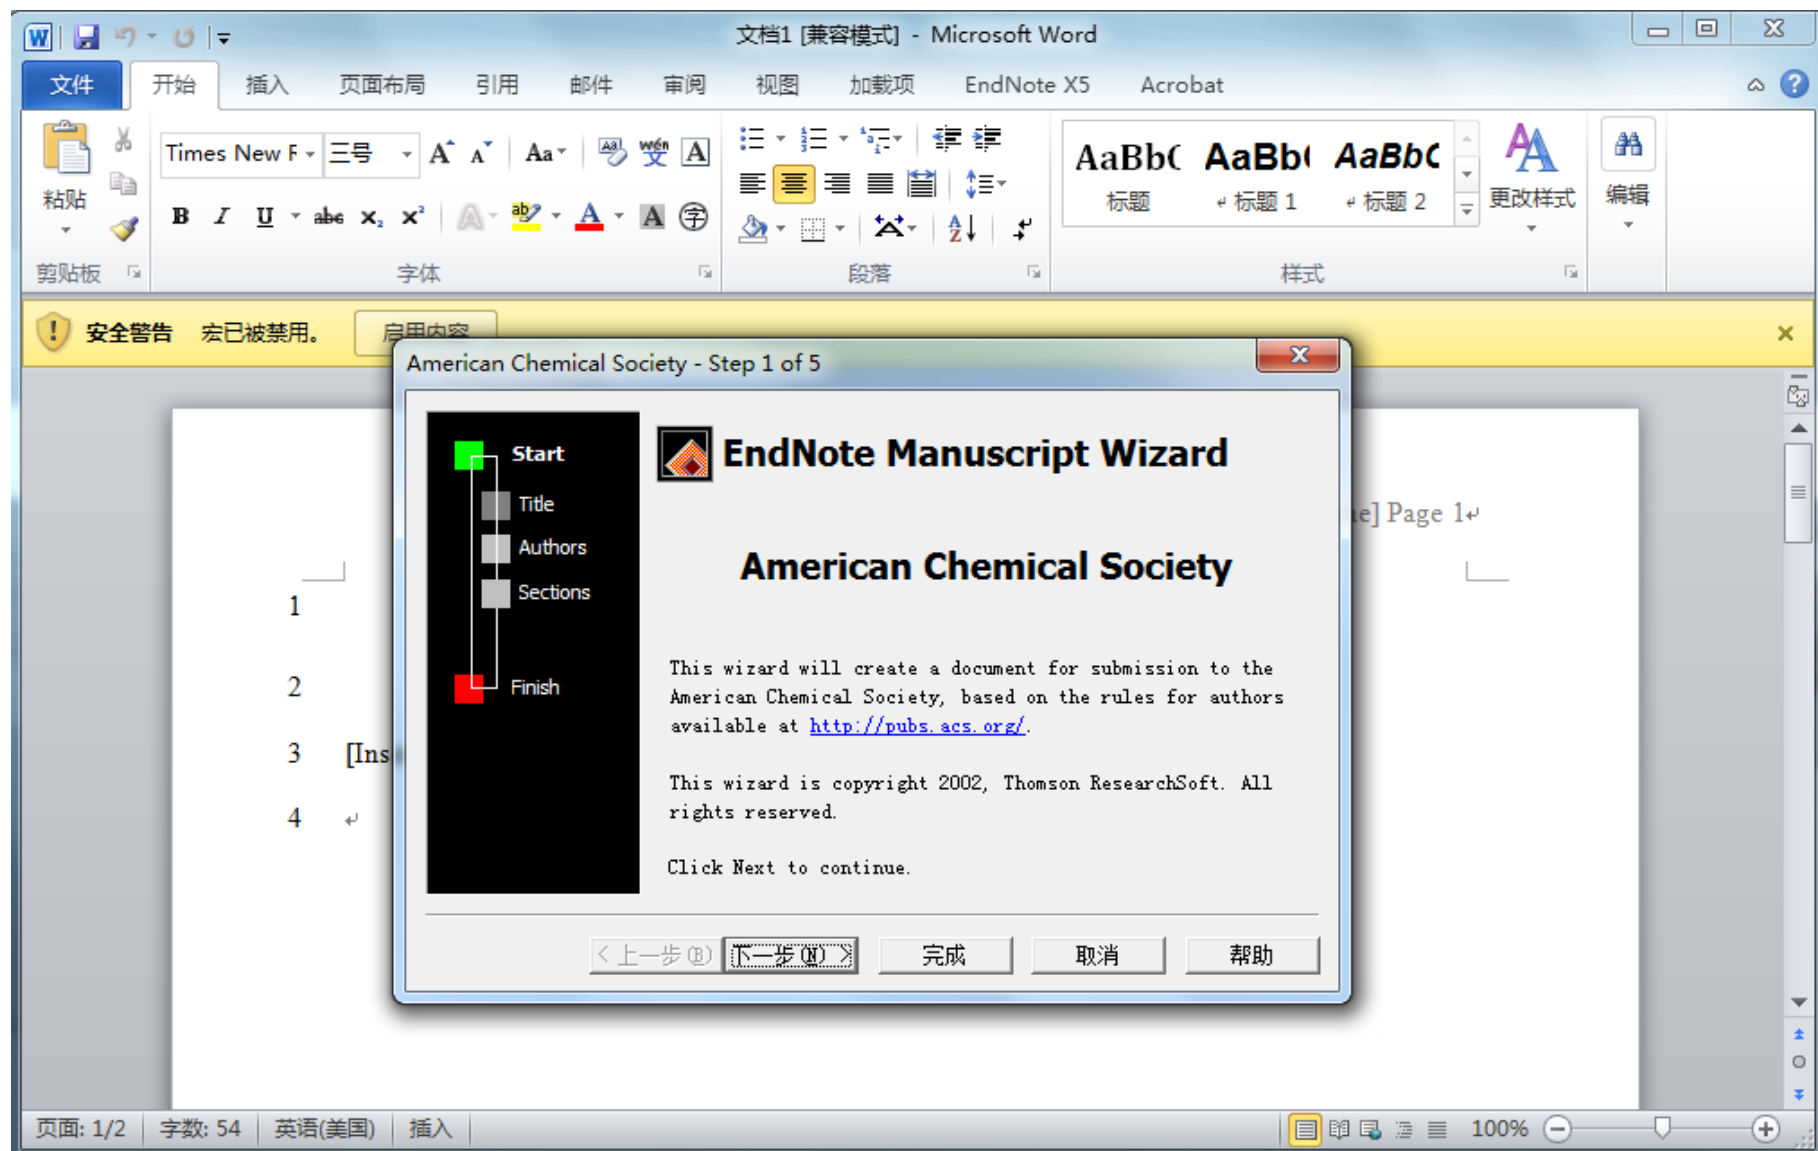 文档1 [兼容模式] - Microsoft Word
文件 开始 插入 页面布局 引用 邮件 审阅 视图 加载项 EndNote X5 Acrobat
Times New 三号
粘贴
AaBb AaBb AaBb
标题 标题 1 标题 2
更改样式 编辑
剪贴板 字体 段落 样式
安全警告 宏已被禁用。 启用内容
American Chemical Society - Step 1 of 5
Start
Title
Authors
Sections
Finish
EndNote Manuscript Wizard
American Chemical Society
This wizard will create a document for submission to the
American Chemical Society, based on the rules for authors
available at http://pubs.acs.org/.
This wizard is copyright 2002, Thomson ResearchSoft. All
rights reserved.
Click Next to continue.
< 上一步(B) 下一步(N) > 完成 取消 帮助
Page 1
1
2
3 [Ins
4
页面: 1/2 字数: 54 英语(美国) 插入 100%